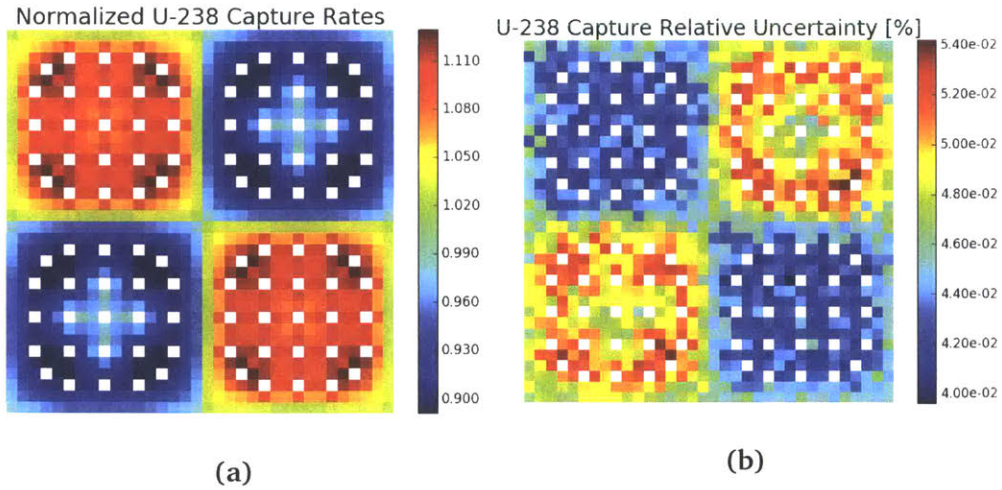 Normalized U-238 Capture Rates
1.110
1.080
1.050
1.020
0.990
0.960
0.930
0.900
(a)
U-238 Capture Relative Uncertainty [%]
5.40e-02
5.20e-02
5.00e-02
4.80e-02
4.60e-02
4.40e-02
4.20e-02
4.00e-02
(b)